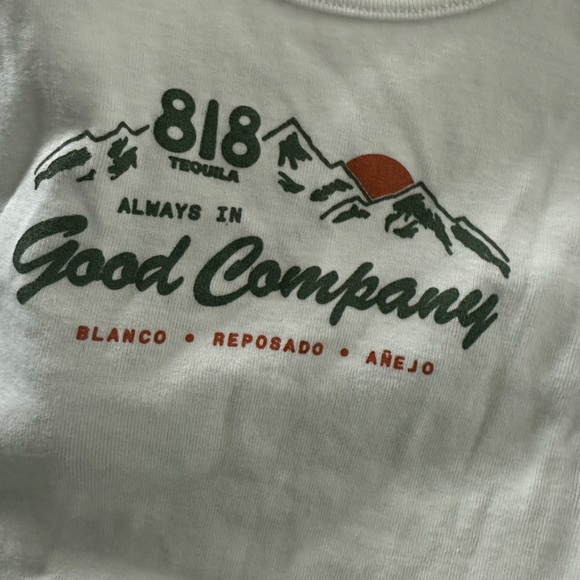 818
TEQUILA
ALWAYS IN
Good Company
BLANCO • REPOSADO • AÑEJO